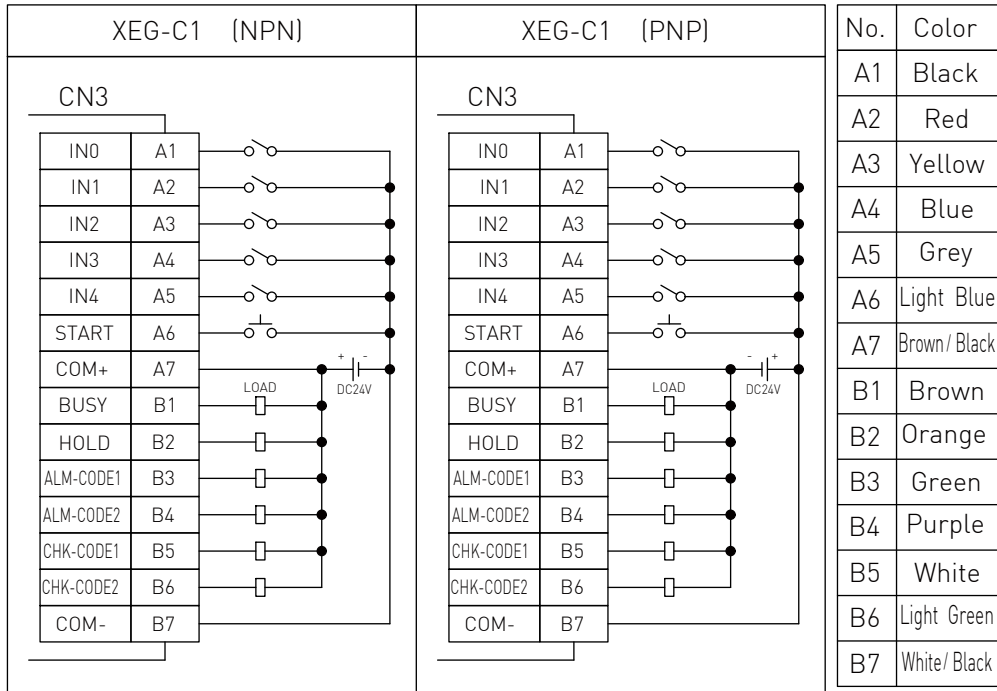 XEG-C1 (NPN)
CN3
IN0 A1
IN1 A2
IN2 A3
IN3 A4
IN4 A5
START A6
COM+ A7 + -
LOAD DC24V
BUSY B1
HOLD B2
ALM-CODE1 B3
ALM-CODE2 B4
CHK-CODE1 B5
CHK-CODE2 B6
COM- B7
XEG-C1 (PNP)
CN3
IN0 A1
IN1 A2
IN2 A3
IN3 A4
IN4 A5
START A6
COM+ A7 - +
LOAD DC24V
BUSY B1
HOLD B2
ALM-CODE1 B3
ALM-CODE2 B4
CHK-CODE1 B5
CHK-CODE2 B6
COM- B7
No. Color
A1 Black
A2 Red
A3 Yellow
A4 Blue
A5 Grey
A6 Light Blue
A7 Brown/Black
B1 Brown
B2 Orange
B3 Green
B4 Purple
B5 White
B6 Light Green
B7 White/Black